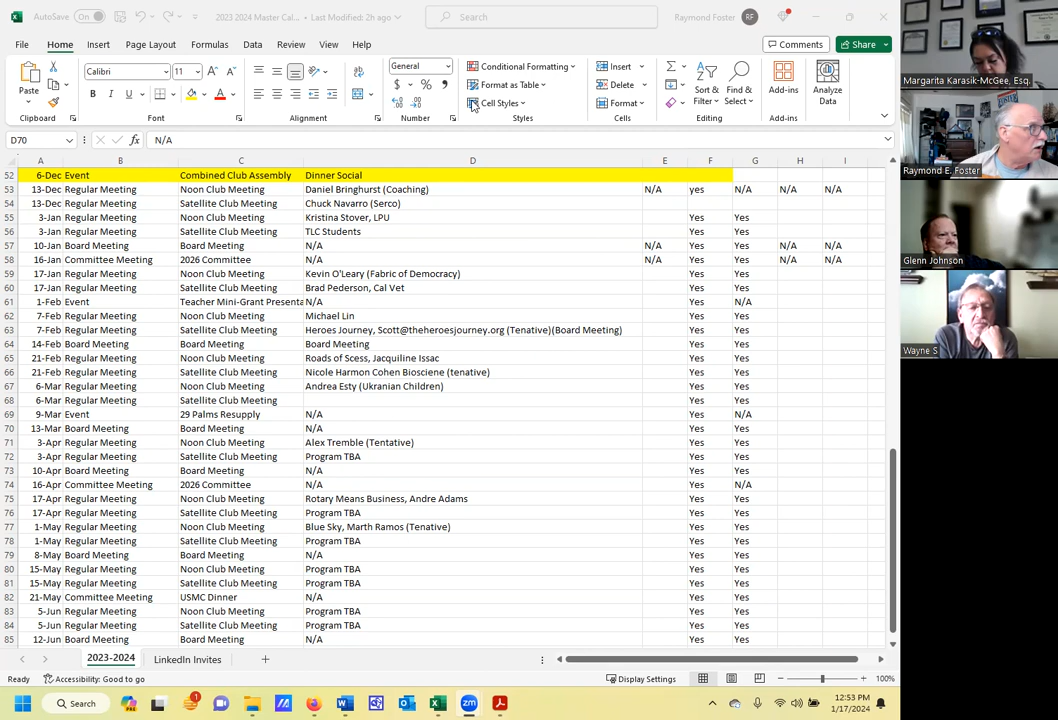 AutoSave On 2023 2024 Master Cal... • Last Modified: 2h ago Search Raymond Foster RF
File Home Insert Page Layout Formulas Data Review View Help Comments Share
Paste Calibri 11 A A General Conditional Formatting Insert Sort & Filter Find & Select Add-ins Analyze Data
B I U A $ % , Format as Table Delete
Cell Styles Format
Clipboard Font Alignment Number Styles Cells Editing Add-ins
D70 fx N/A
A B C D E F G H I
52 6-Dec Event Combined Club Assembly Dinner Social
53 13-Dec Regular Meeting Noon Club Meeting Daniel Bringhurst (Coaching) N/A yes N/A N/A N/A
54 13-Dec Regular Meeting Satellite Club Meeting Chuck Navarro (Serco)
55 3-Jan Regular Meeting Noon Club Meeting Kristina Stover, LPU Yes Yes
56 3-Jan Regular Meeting Satellite Club Meeting TLC Students Yes Yes
57 10-Jan Board Meeting Board Meeting N/A N/A Yes Yes N/A N/A
58 16-Jan Committee Meeting 2026 Committee N/A N/A Yes Yes N/A N/A
59 17-Jan Regular Meeting Noon Club Meeting Kevin O'Leary (Fabric of Democracy) Yes Yes
60 17-Jan Regular Meeting Satellite Club Meeting Brad Pederson, Cal Vet Yes Yes
61 1-Feb Event Teacher Mini-Grant Presenta N/A Yes N/A
62 7-Feb Regular Meeting Noon Club Meeting Michael Lin Yes Yes
63 7-Feb Regular Meeting Satellite Club Meeting Heroes Journey, Scott@theheroesjourney.org (Tenative)(Board Meeting) Yes Yes
64 14-Feb Board Meeting Board Meeting Board Meeting Yes Yes
65 21-Feb Regular Meeting Noon Club Meeting Roads of Scess, Jacquiline Issac Yes Yes
66 21-Feb Regular Meeting Satellite Club Meeting Nicole Harmon Cohen Biosciene (tenative) Yes Yes
67 6-Mar Regular Meeting Noon Club Meeting Andrea Esty (Ukranian Children) Yes Yes
68 6-Mar Regular Meeting Satellite Club Meeting Yes Yes
69 9-Mar Event 29 Palms Resupply N/A Yes N/A
70 13-Mar Board Meeting Board Meeting N/A Yes Yes
71 3-Apr Regular Meeting Noon Club Meeting Alex Tremble (Tentative) Yes Yes
72 3-Apr Regular Meeting Satellite Club Meeting Program TBA Yes Yes
73 10-Apr Board Meeting Board Meeting N/A Yes Yes
74 16-Apr Committee Meeting 2026 Committee N/A Yes N/A
75 17-Apr Regular Meeting Noon Club Meeting Rotary Means Business, Andre Adams Yes Yes
76 17-Apr Regular Meeting Satellite Club Meeting Program TBA Yes Yes
77 1-May Regular Meeting Noon Club Meeting Blue Sky, Marth Ramos (Tenative) Yes Yes
78 1-May Regular Meeting Satellite Club Meeting Program TBA Yes Yes
79 8-May Board Meeting Board Meeting N/A Yes Yes
80 15-May Regular Meeting Noon Club Meeting Program TBA Yes Yes
81 15-May Regular Meeting Satellite Club Meeting Program TBA Yes Yes
82 21-May Committee Meeting USMC Dinner N/A Yes Yes
83 5-Jun Regular Meeting Noon Club Meeting Program TBA Yes Yes
84 5-Jun Regular Meeting Satellite Club Meeting Program TBA Yes Yes
85 12-Jun Board Meeting Board Meeting N/A Yes Yes
2023-2024 LinkedIn Invites
Ready Accessibility: Good to go Display Settings 100%
Search 12:53 PM
1/17/2024
Margarita Karasik-McGee, Esq.
Raymond E. Foster
Glenn Johnson
Wayne S